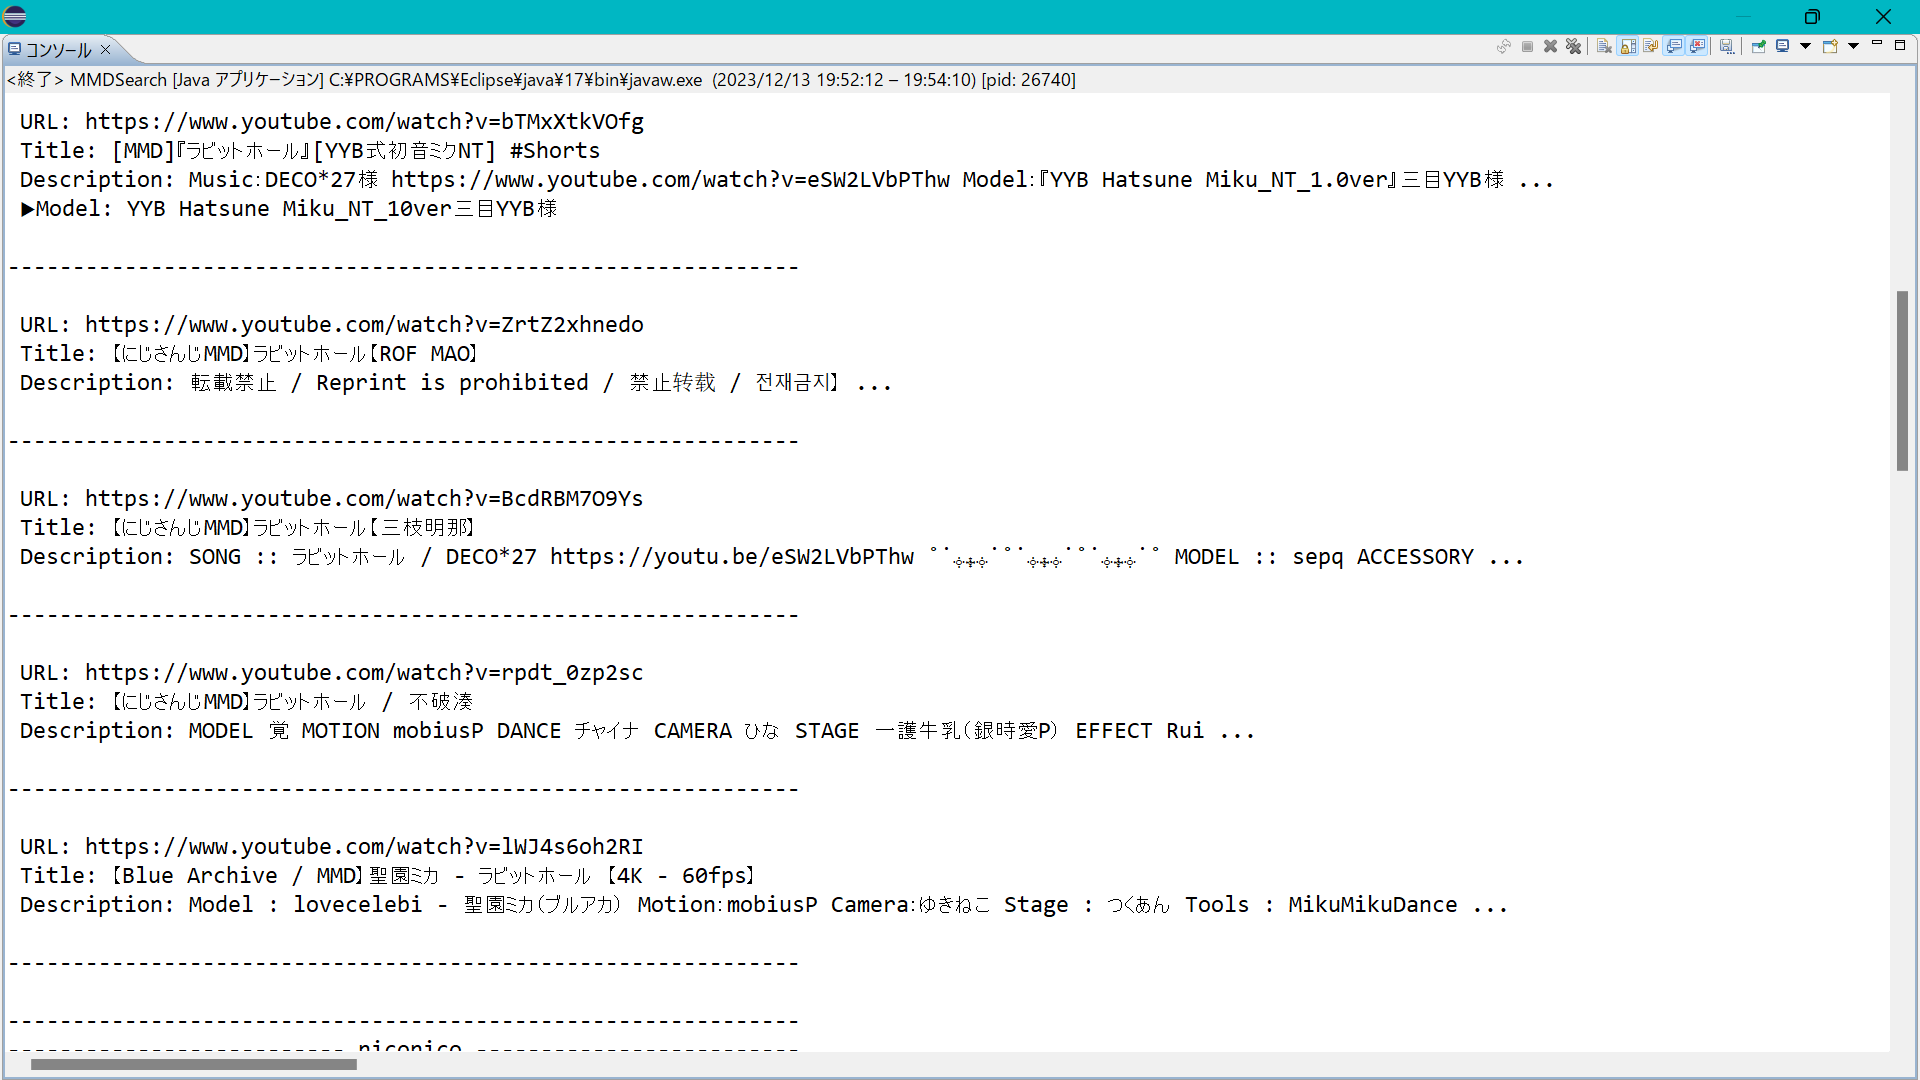 コンソール
<終了> MMDSearch [Java アプリケーション] C:¥PROGRAMS¥Eclipse¥java¥17¥bin¥javaw.exe (2023/12/13 19:52:12 – 19:54:10) [pid: 26740]
URL: https://www.youtube.com/watch?v=bTMxXtkVOfg
Title: [MMD]『ラビットホール』[YYB式初音ミクNT] #Shorts
Description: Music:DECO*27様 https://www.youtube.com/watch?v=eSW2LVbPThw Model:『YYB Hatsune Miku_NT_1.0ver』三目YYB様 ...
▶Model: YYB Hatsune Miku_NT_10ver三目YYB様
-------------------------------------------------------------
URL: https://www.youtube.com/watch?v=ZrtZ2xhnedo
Title: 【にじさんじMMD】ラビットホール【ROF MAO】
Description: 転載禁止 / Reprint is prohibited / 禁止转载 / 전재금지】 ...
-------------------------------------------------------------
URL: https://www.youtube.com/watch?v=BcdRBM7O9Ys
Title: 【にじさんじMMD】ラビットホール【三枝明那】
Description: SONG :: ラビットホール / DECO*27 https://youtu.be/eSW2LVbPThw MODEL :: sepq ACCESSORY ...
-------------------------------------------------------------
URL: https://www.youtube.com/watch?v=rpdt_0zp2sc
Title: 【にじさんじMMD】ラビットホール / 不破湊
Description: MODEL 覚 MOTION mobiusP DANCE チャイナ CAMERA ひな STAGE 一護牛乳(銀時愛P) EFFECT Rui ...
-------------------------------------------------------------
URL: https://www.youtube.com/watch?v=lWJ4s6oh2RI
Title: 【Blue Archive / MMD】聖園ミカ - ラビットホール 【4K - 60fps】
Description: Model : lovecelebi - 聖園ミカ(ブルアカ) Motion:mobiusP Camera:ゆきねこ Stage : つくあん Tools : MikuMikuDance ...
-------------------------------------------------------------
-------------------------------------------------------------
-------------------------- niconico -------------------------